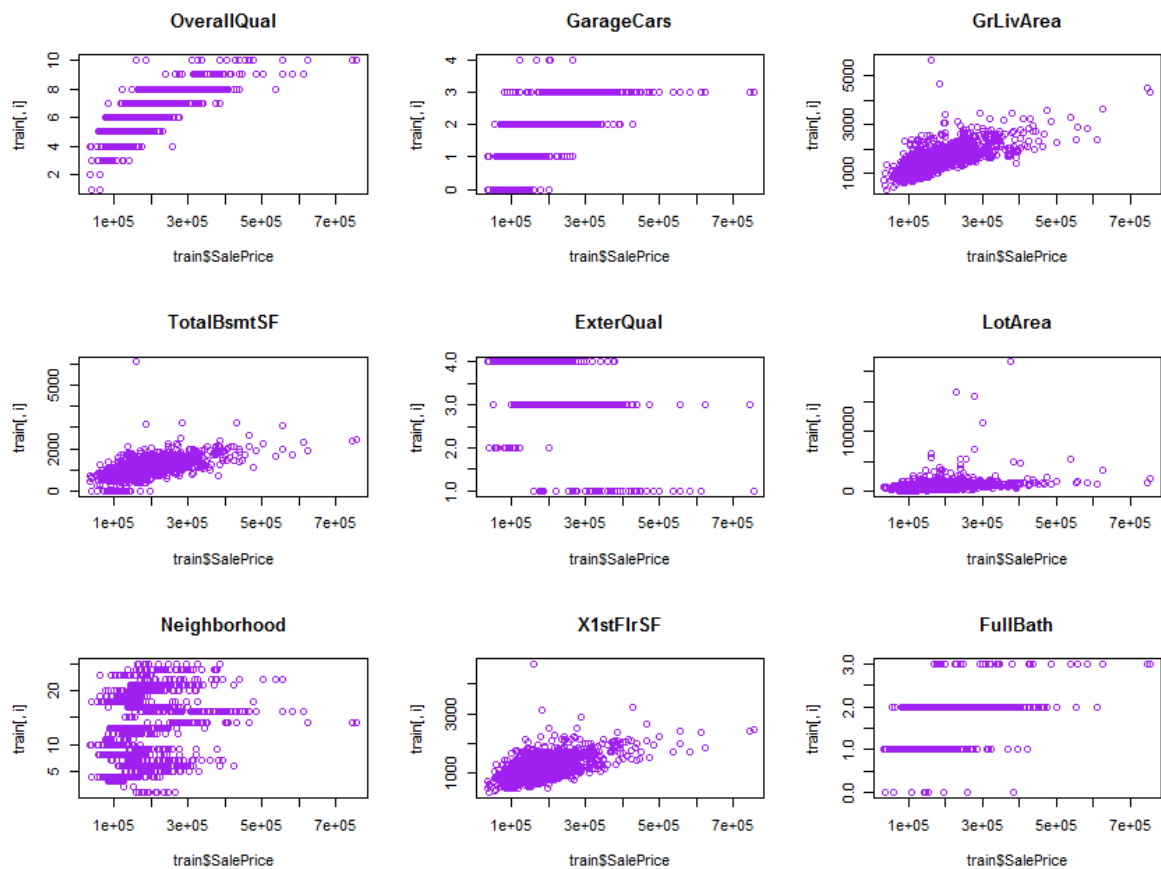 OverallQual
GarageCars
GrLivArea
train[, i]
2 4 6 8 10
1e+05 3e+05 5e+05 7e+05
train$SalePrice
train[, i]
0 1 2 3 4
1e+05 3e+05 5e+05 7e+05
train$SalePrice
train[, i]
1000 3000 5000
1e+05 3e+05 5e+05 7e+05
train$SalePrice
TotalBsmtSF
ExterQual
LotArea
train[, i]
0 2000 5000
1e+05 3e+05 5e+05 7e+05
train$SalePrice
train[, i]
1.0 2.0 3.0 4.0
1e+05 3e+05 5e+05 7e+05
train$SalePrice
train[, i]
0 100000
1e+05 3e+05 5e+05 7e+05
train$SalePrice
Neighborhood
X1stFlrSF
FullBath
train[, i]
5 10 20
1e+05 3e+05 5e+05 7e+05
train$SalePrice
train[, i]
1000 3000
1e+05 3e+05 5e+05 7e+05
train$SalePrice
train[, i]
0.0 1.0 2.0 3.0
1e+05 3e+05 5e+05 7e+05
train$SalePrice